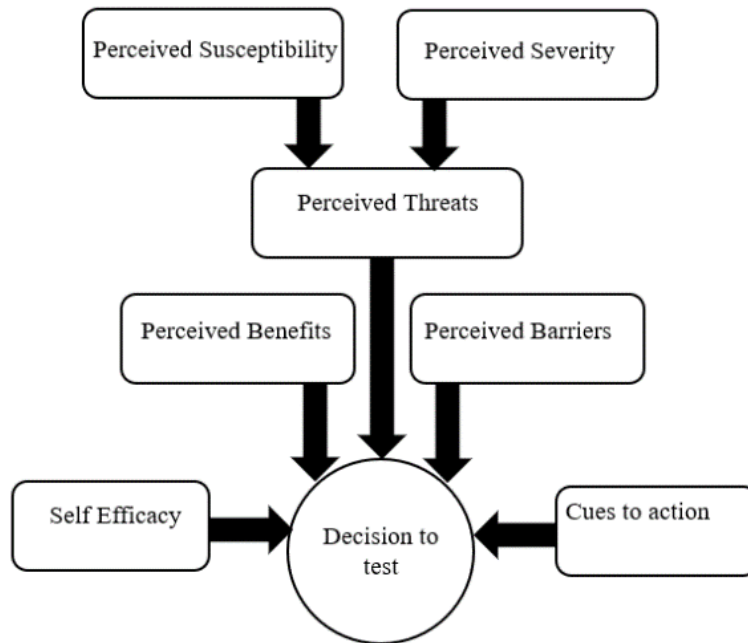 Perceived Susceptibility
Perceived Severity
Perceived Threats
Perceived Benefits
Perceived Barriers
Self Efficacy
Cues to action
Decision to
test